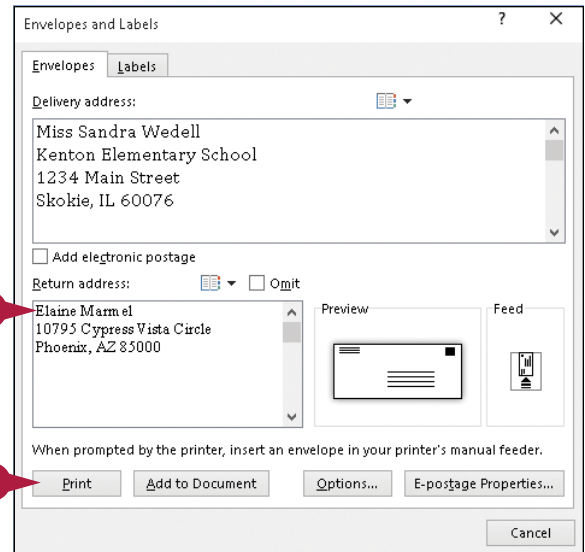 Envelopes and Labels ? ×
Envelopes Labels
Delivery address:
Miss Sandra Wedell
Kenton Elementary School
1234 Main Street
Skokie, IL 60076
Add electronic postage
Return address: Omit
Elaine Marmel
10795 Cypress Vista Circle
Phoenix, AZ 85000
Preview
Feed
When prompted by the printer, insert an envelope in your printer's manual feeder.
Print Add to Document Options... E-postage Properties...
Cancel